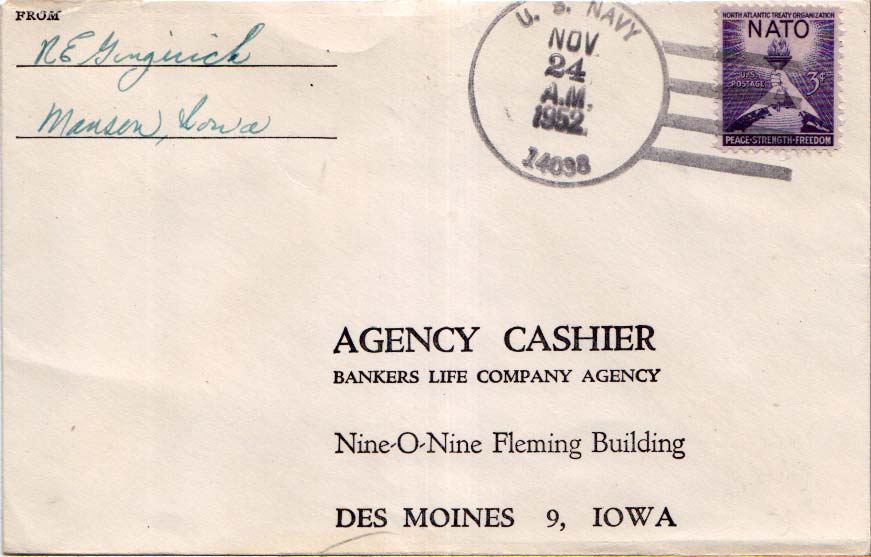 FROM
R E Gingerich
Manson, Iowa
U. S. NAVY
NOV
24
A.M.
1952
14038
NORTH ATLANTIC TREATY ORGANIZATION
NATO
U.S. POSTAGE
3¢
PEACE-STRENGTH-FREEDOM
AGENCY CASHIER
BANKERS LIFE COMPANY AGENCY
Nine-O-Nine Fleming Building
DES MOINES 9, IOWA